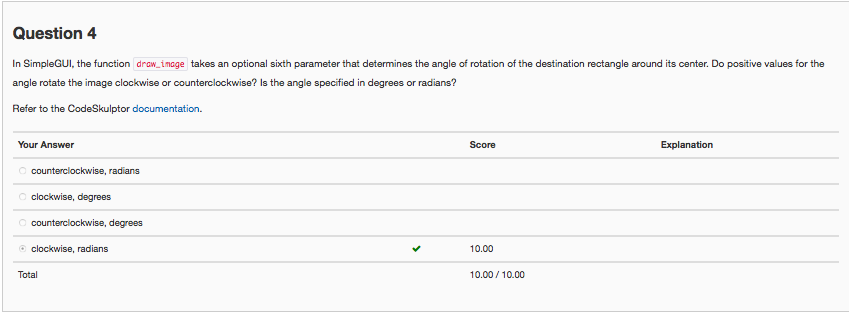 Question 4
In SimpleGUI, the function draw_image takes an optional sixth parameter that determines the angle of rotation of the destination rectangle around its center. Do positive values for the
angle rotate the image clockwise or counterclockwise? Is the angle specified in degrees or radians?
Refer to the CodeSkulptor documentation.
Your Answer Score Explanation
counterclockwise, radians
clockwise, degrees
counterclockwise, degrees
clockwise, radians 10.00
Total 10.00 / 10.00